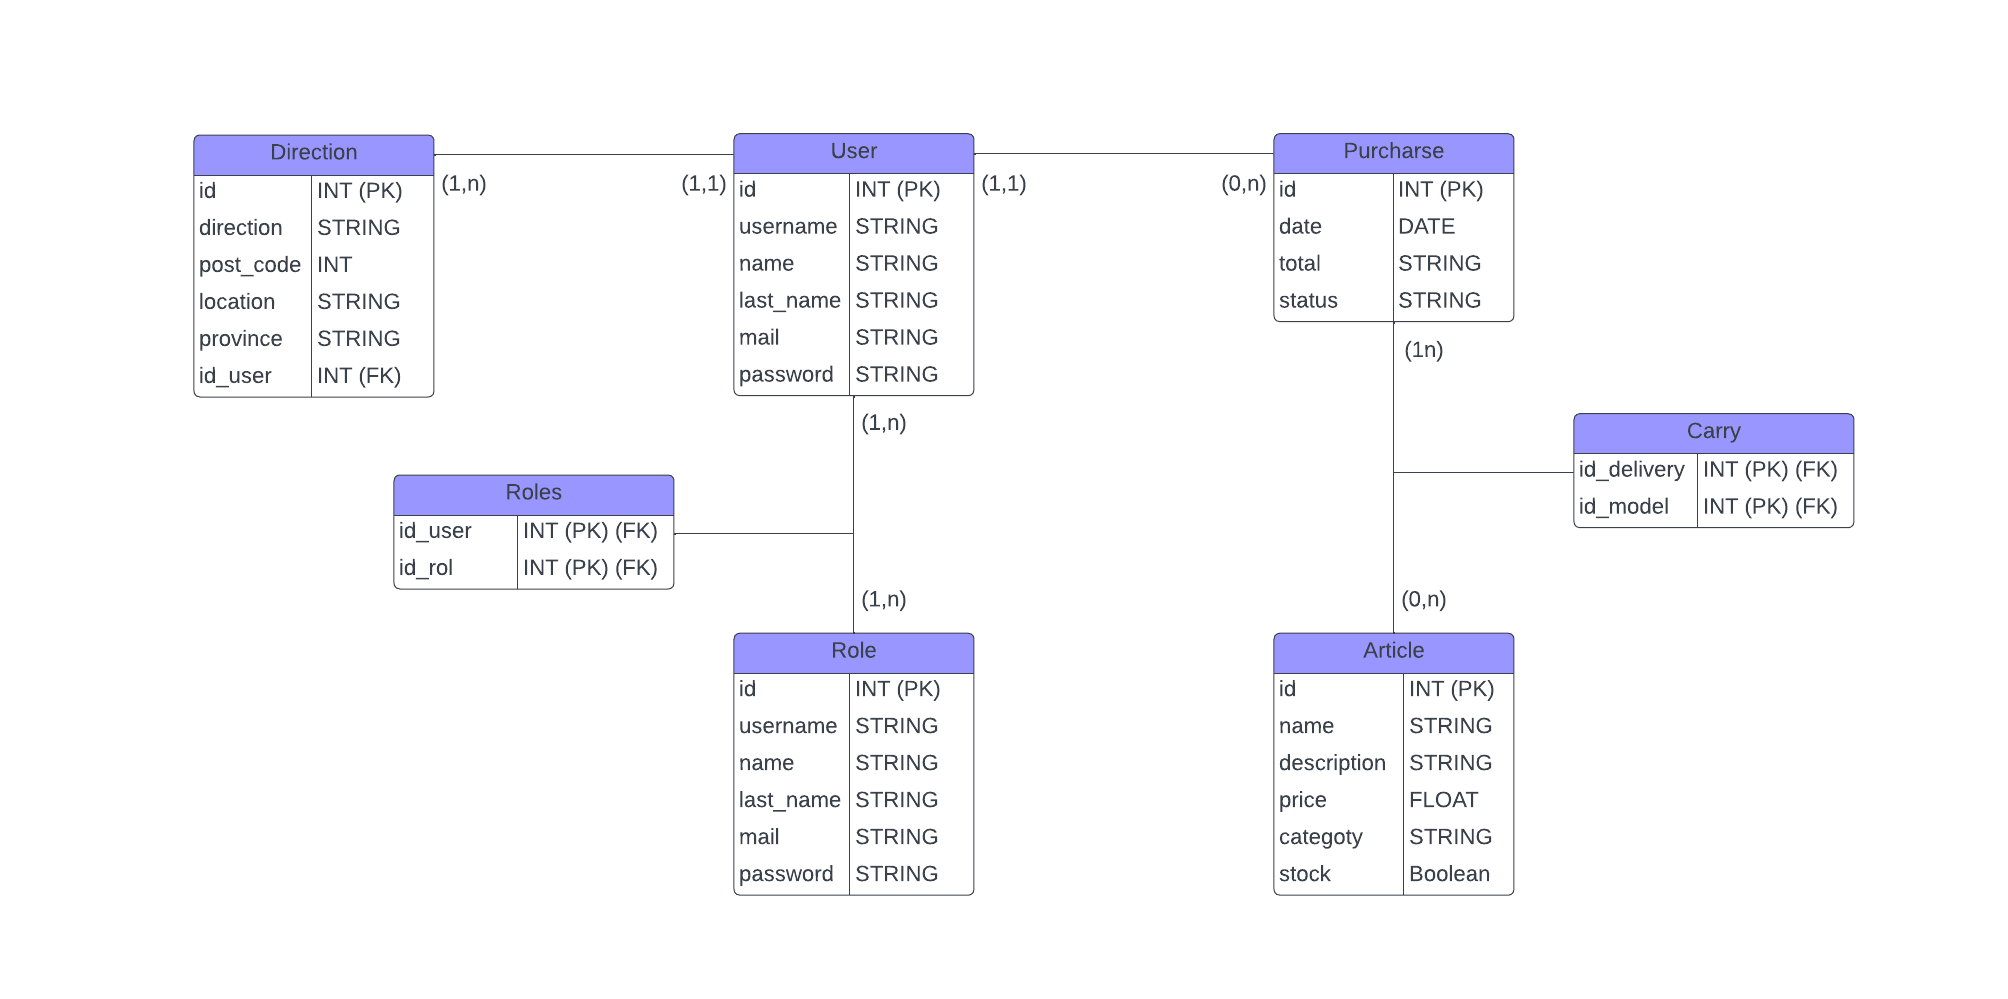 Direction
id INT (PK)
direction STRING
post_code INT
location STRING
province STRING
id_user INT (FK)
(1,n)
(1,1)
User
id INT (PK)
username STRING
name STRING
last_name STRING
mail STRING
password STRING
(1,1)
(0,n)
Purcharse
id INT (PK)
date DATE
total STRING
status STRING
(1n)
(1,n)
Carry
id_delivery INT (PK) (FK)
id_model INT (PK) (FK)
Roles
id_user INT (PK) (FK)
id_rol INT (PK) (FK)
(1,n)
(0,n)
Role
id INT (PK)
username STRING
name STRING
last_name STRING
mail STRING
password STRING
Article
id INT (PK)
name STRING
description STRING
price FLOAT
categoty STRING
stock Boolean